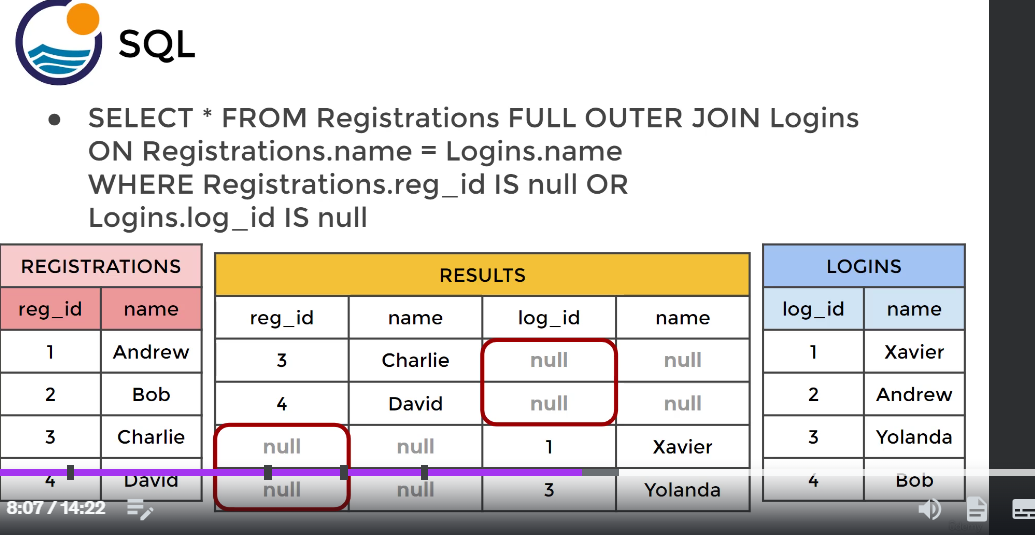 SQL
● SELECT * FROM Registrations FULL OUTER JOIN Logins
ON Registrations.name = Logins.name
WHERE Registrations.reg_id IS null OR
Logins.log_id IS null
REGISTRATIONS
reg_id name
1 Andrew
2 Bob
3 Charlie
4 David
RESULTS
reg_id name log_id name
3 Charlie null null
4 David null null
null null 1 Xavier
null null 3 Yolanda
LOGINS
log_id name
1 Xavier
2 Andrew
3 Yolanda
4 Bob
8:07 / 14:22